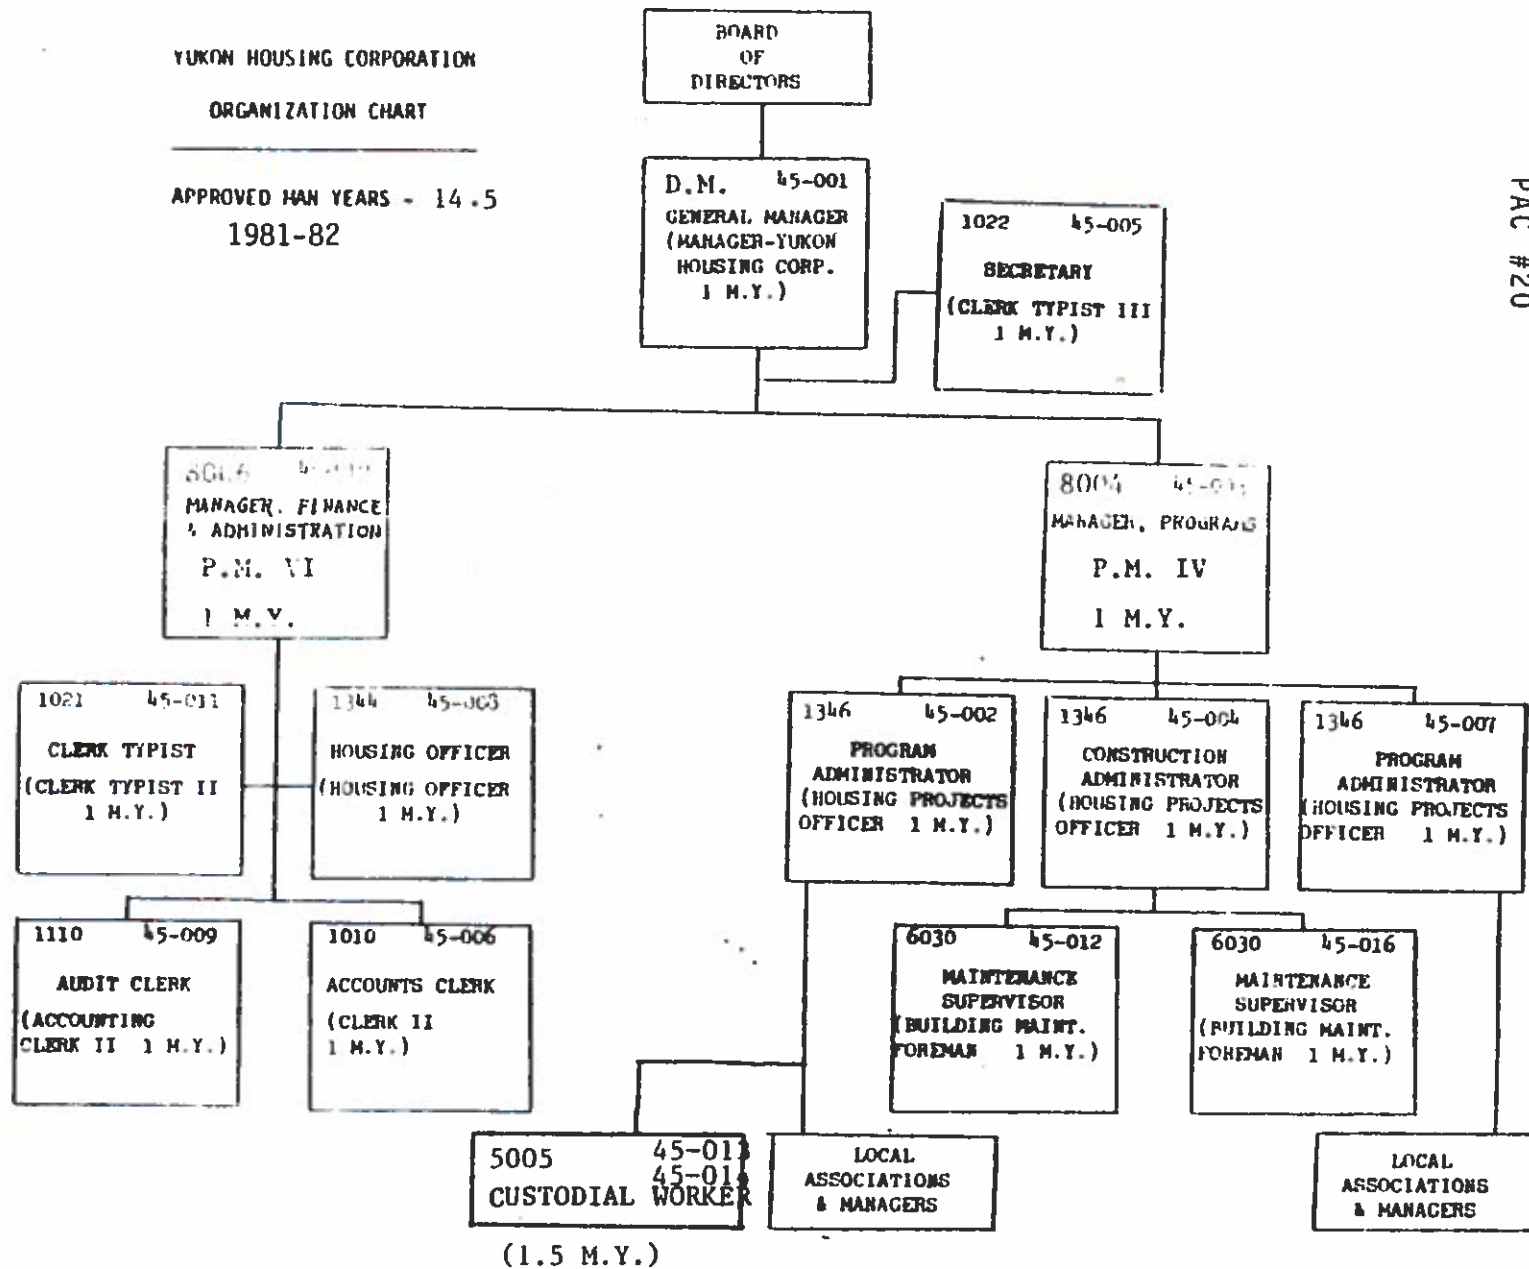 YUKON HOUSING CORPORATION
ORGANIZATION CHART
APPROVED MAN YEARS - 14.5
1981-82
PAC #20
BOARD
OF
DIRECTORS
D.M. 45-001
GENERAL MANAGER
(MANAGER-YUKON
HOUSING CORP.
1 M.Y.)
1022 45-005
SECRETARY
(CLERK TYPIST III
1 M.Y.)
MANAGER, FINANCE
& ADMINISTRATION
P.M. VI
1 M.Y.
8004
MANAGER, PROGRAMS
P.M. IV
1 M.Y.
1021 45-011
CLERK TYPIST
(CLERK TYPIST II
1 M.Y.)
1344
HOUSING OFFICER
(HOUSING OFFICER
1 M.Y.)
1346 45-002
PROGRAM
ADMINISTRATOR
(HOUSING PROJECTS
OFFICER 1 M.Y.)
1346 45-004
CONSTRUCTION
ADMINISTRATOR
(HOUSING PROJECTS
OFFICER 1 M.Y.)
1346 45-007
PROGRAM
ADMINISTRATOR
(HOUSING PROJECTS
OFFICER 1 M.Y.)
1110 45-009
AUDIT CLERK
(ACCOUNTING
CLERK II 1 M.Y.)
1010 45-006
ACCOUNTS CLERK
(CLERK II
1 M.Y.)
6030 45-012
MAINTENANCE
SUPERVISOR
(BUILDING MAINT.
FOREMAN 1 M.Y.)
6030 45-016
MAINTENANCE
SUPERVISOR
(BUILDING MAINT.
FOREMAN 1 M.Y.)
5005 45-013
45-014
CUSTODIAL WORKER
(1.5 M.Y.)
LOCAL
ASSOCIATIONS
& MANAGERS
LOCAL
ASSOCIATIONS
& MANAGERS